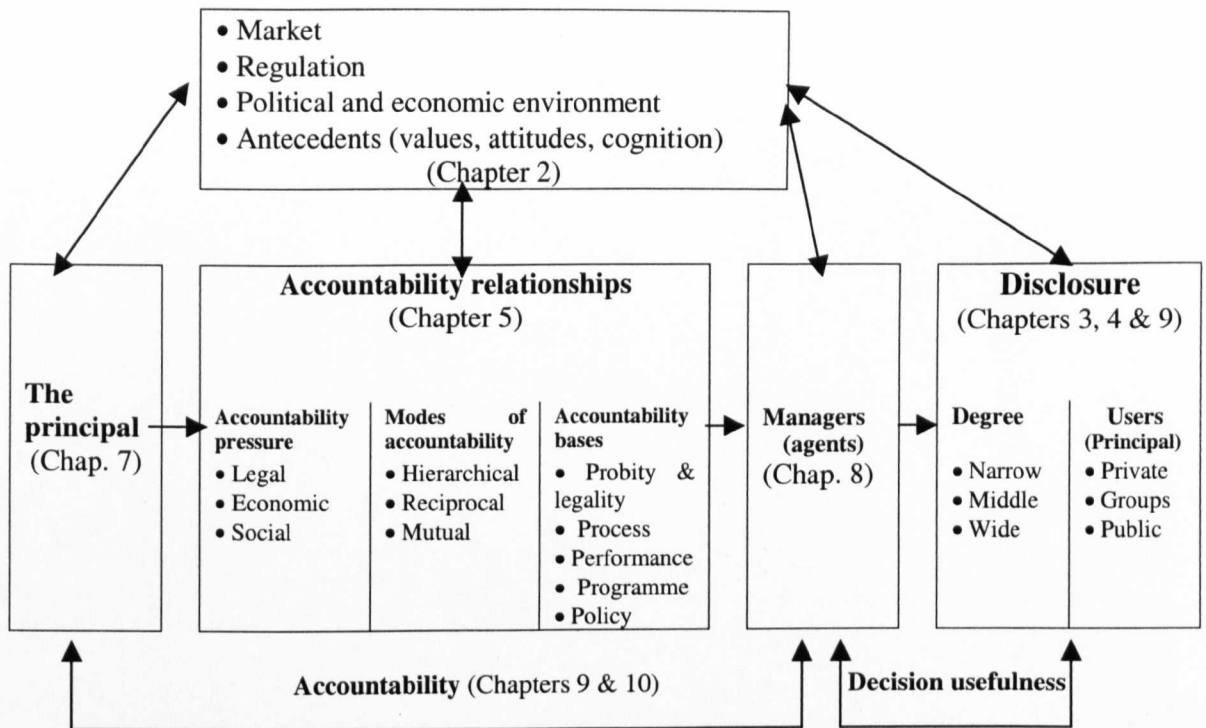 • Market
• Regulation
• Political and economic environment
• Antecedents (values, attitudes, cognition)
(Chapter 2)
The
principal
(Chap. 7)
Accountability relationships
(Chapter 5)
Accountability
pressure
• Legal
• Economic
• Social
Modes of
accountability
• Hierarchical
• Reciprocal
• Mutual
Accountability
bases
• Probity &
legality
• Process
• Performance
• Programme
• Policy
Managers
(agents)
(Chap. 8)
Disclosure
(Chapters 3, 4 & 9)
Degree
• Narrow
• Middle
• Wide
Users
(Principal)
• Private
• Groups
• Public
Accountability (Chapters 9 & 10)
Decision usefulness